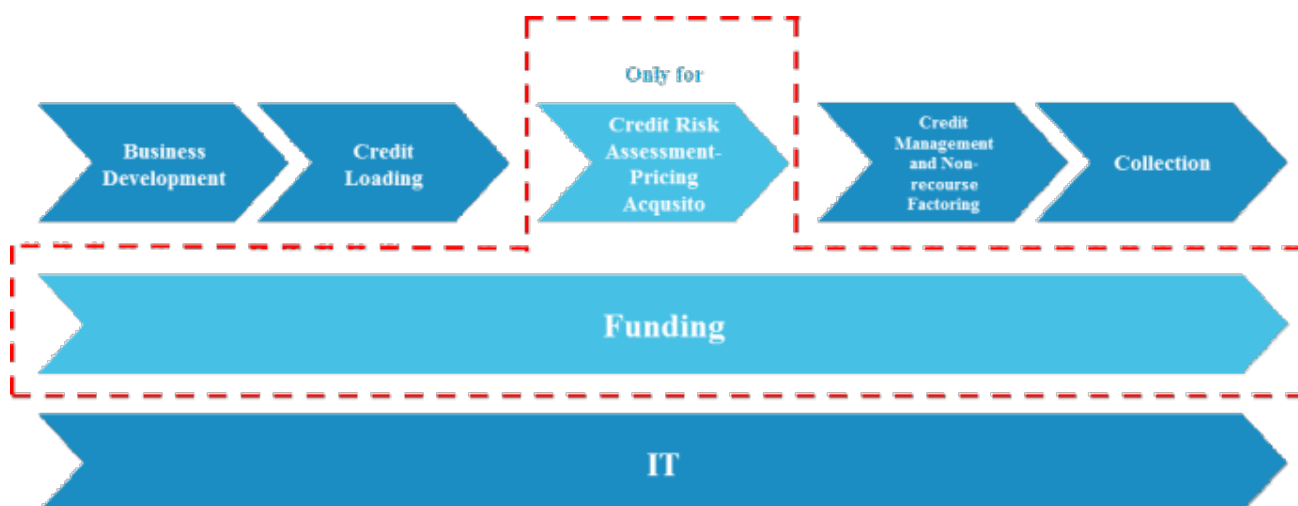 Only for
Business
Development
Credit
Loading
Credit Risk
Assessment-
Pricing
Acqusito
Credit
Management
and Non-
recourse
Factoring
Collection
Funding
IT